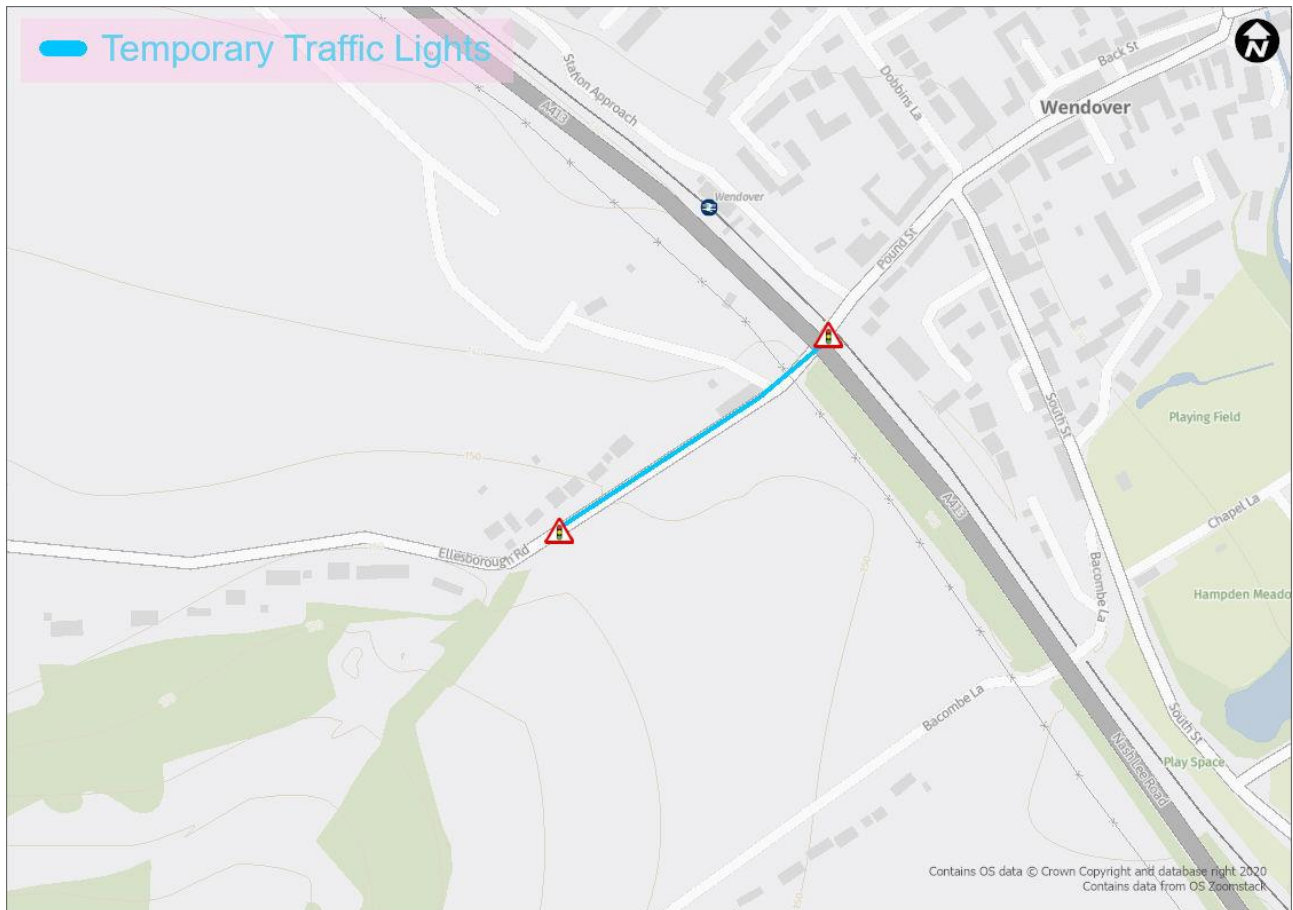 Temporary Traffic Lights
N
Back St
Station Approach
Dobbins La
Wendover
A413
Wendover
Pound St
150
South St
Playing Field
150
A413
Chapel La
Ellesborough Rd
150
Bacombe La
Hampden Meado
Bacombe La
South St
Nash Lee Road
Play Space
150
Contains OS data © Crown Copyright and database right 2020
Contains data from OS Zoomstack